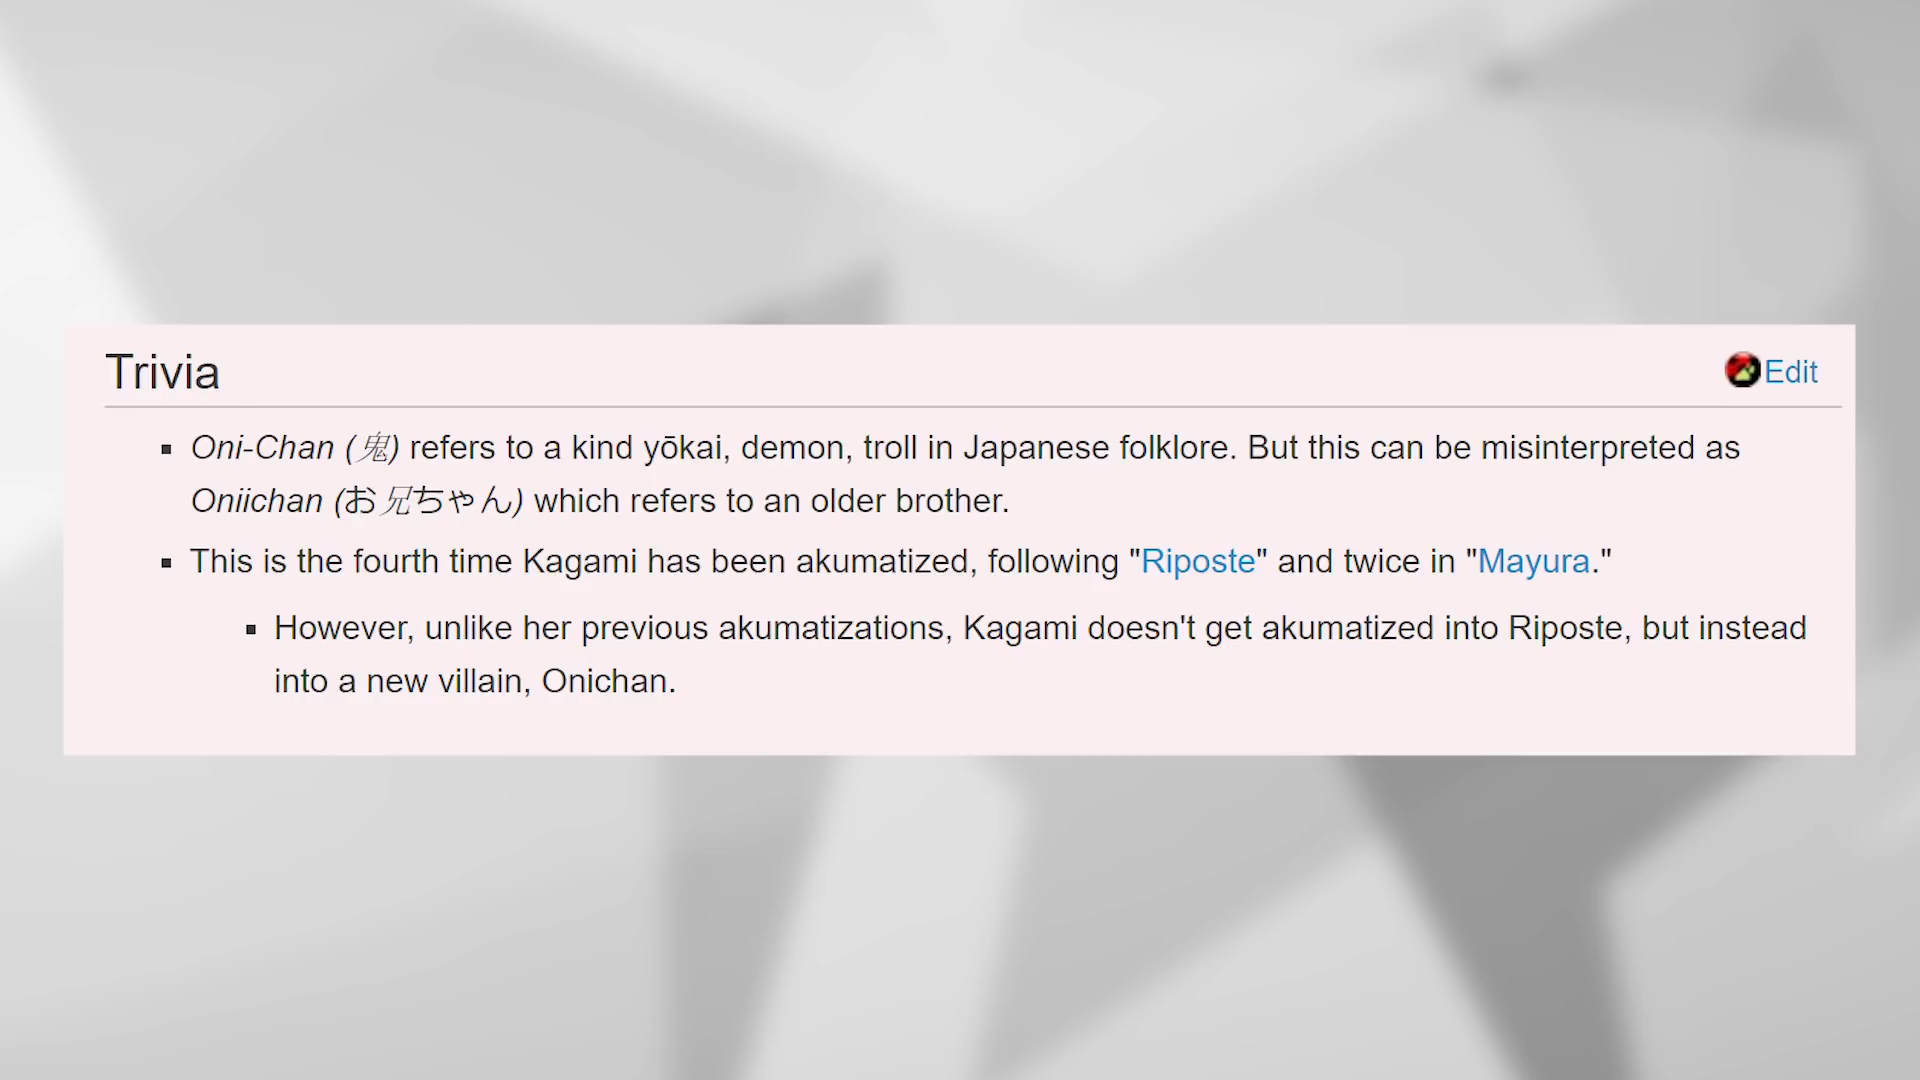 Trivia
Edit
Oni-Chan (鬼) refers to a kind yōkai, demon, troll in Japanese folklore. But this can be misinterpreted as
Oniichan (お兄ちゃん) which refers to an older brother.
This is the fourth time Kagami has been akumatized, following "Riposte" and twice in "Mayura."
However, unlike her previous akumatizations, Kagami doesn't get akumatized into Riposte, but instead
into a new villain, Onichan.